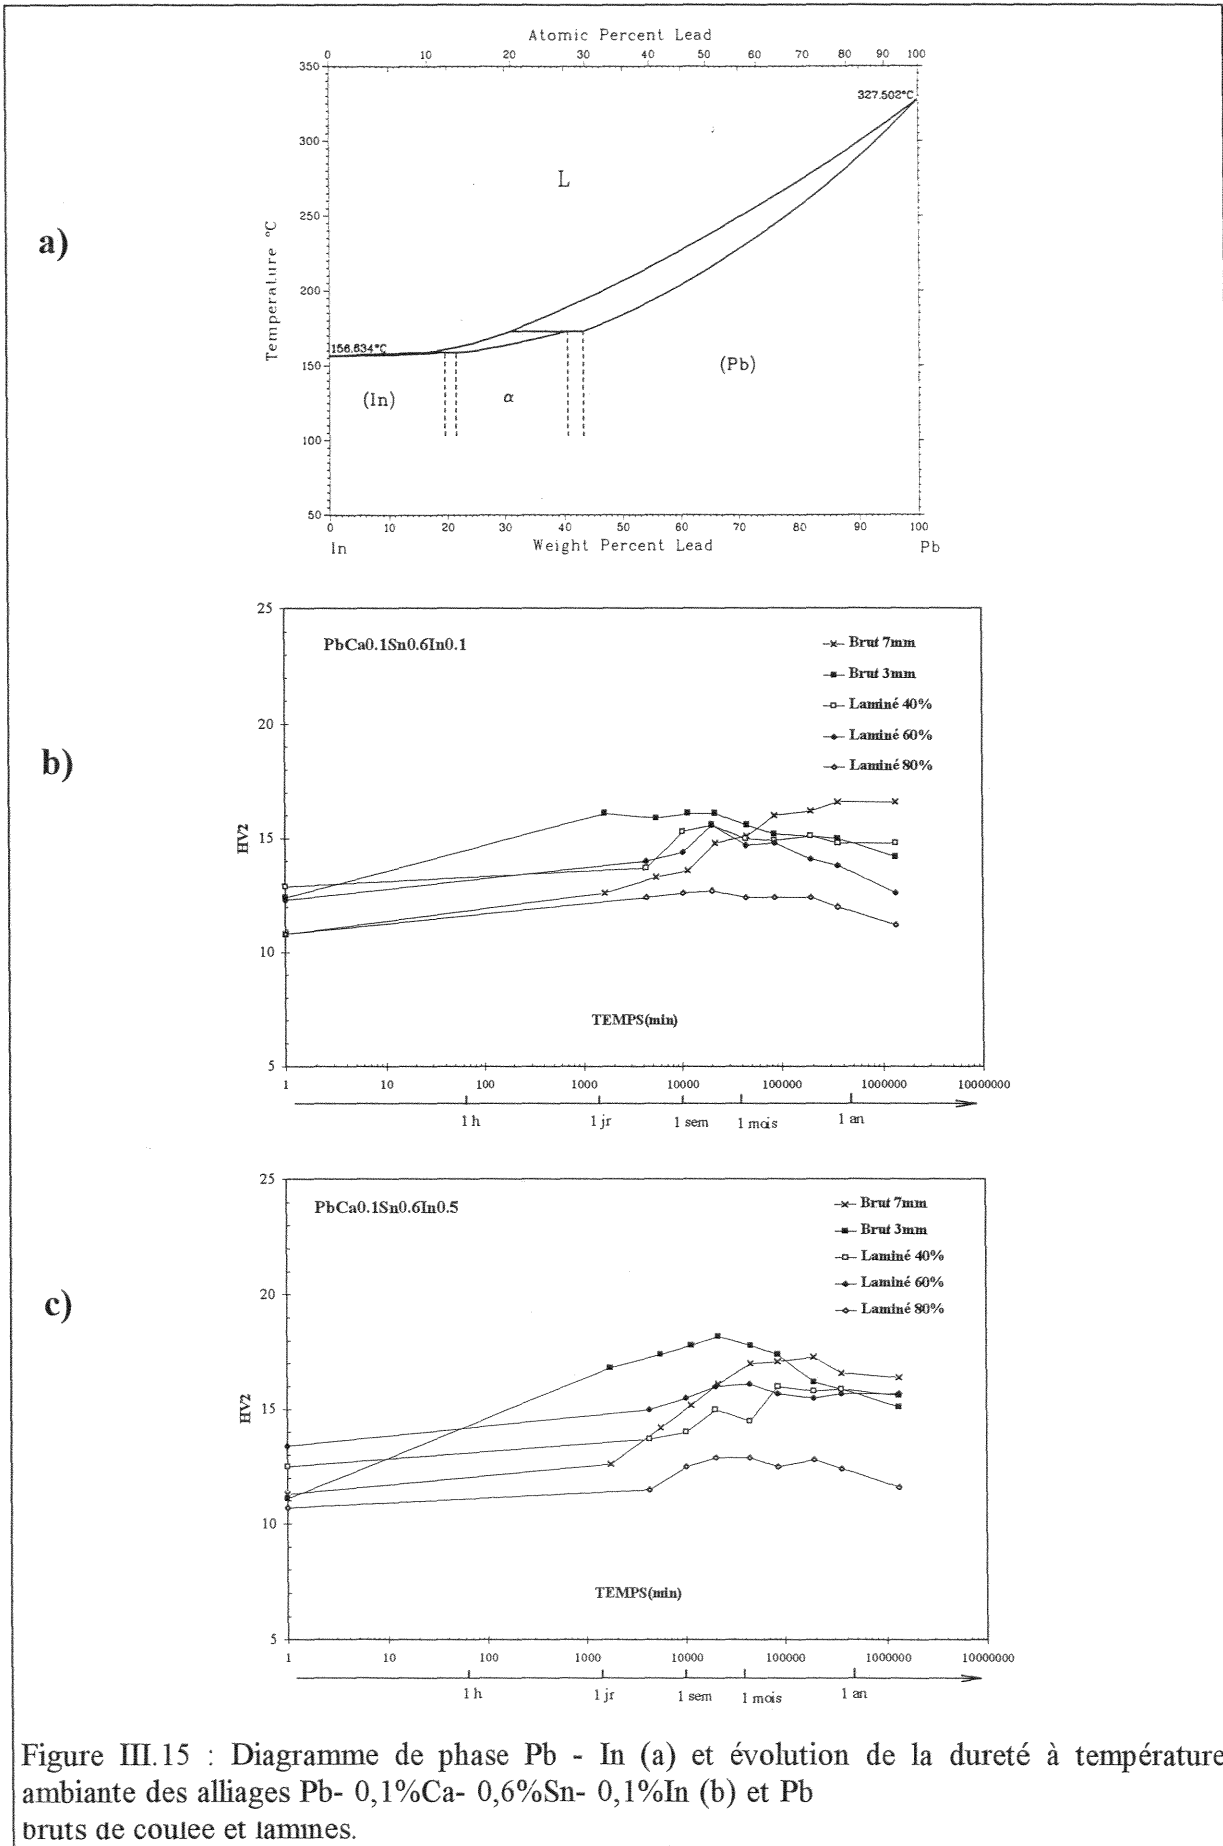 Atomic Percent Lead
0 10 20 30 40 50 60 70 80 90 100
350
327.502°C
300
L
250
a)
Temperature °C
200
156.634°C
150
(Pb)
(In)
α
100
50
0 10 20 30 40 50 60 70 80 90 100
In
Weight Percent Lead
Pb
25
PbCa0.1Sn0.6In0.1
Brut 7mm
Brut 3mm
Laminé 40%
Laminé 60%
Laminé 80%
20
b)
15
HV2
10
TEMPS(min)
5
1 10 100 1000 10000 100000 1000000 10000000
1 h 1 jr 1 sem 1 mois 1 an
25
PbCa0.1Sn0.6In0.5
Brut 7mm
Brut 3mm
Laminé 40%
Laminé 60%
Laminé 80%
20
c)
15
HV2
10
TEMPS(min)
5
1 10 100 1000 10000 100000 1000000 10000000
1 h 1 jr 1 sem 1 mois 1 an
Figure III.15 : Diagramme de phase Pb - In (a) et évolution de la dureté à température
ambiante des alliages Pb- 0,1%Ca- 0,6%Sn- 0,1%In (b) et Pb
bruts de coulée et laminés.